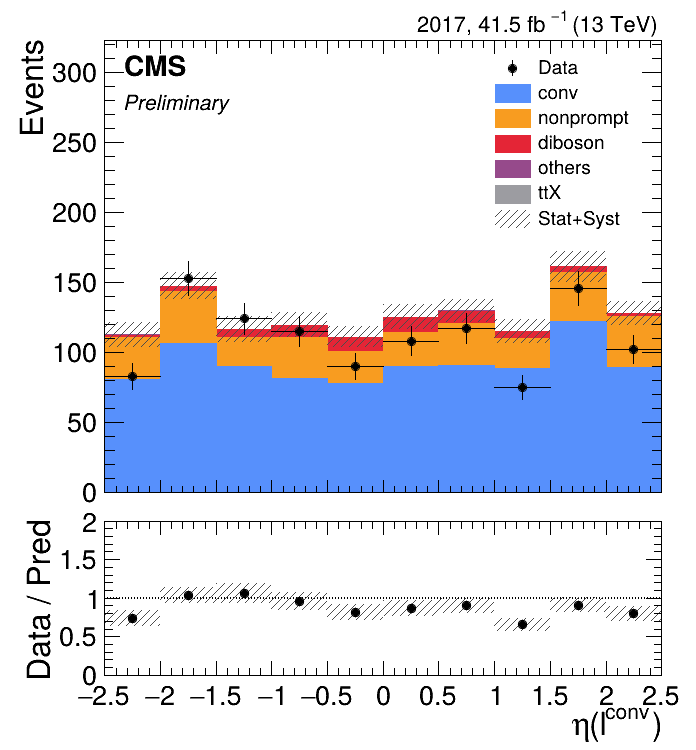 2017, 41.5 fb⁻¹ (13 TeV)
Events
300
250
200
150
100
50
0
CMS
Preliminary
Data
conv
nonprompt
diboson
others
ttX
Stat+Syst
Data / Pred
2
1.5
1
0.5
0
−2.5 −2 −1.5 −1 −0.5 0 0.5 1 1.5 2 2.5
η(l^conv)